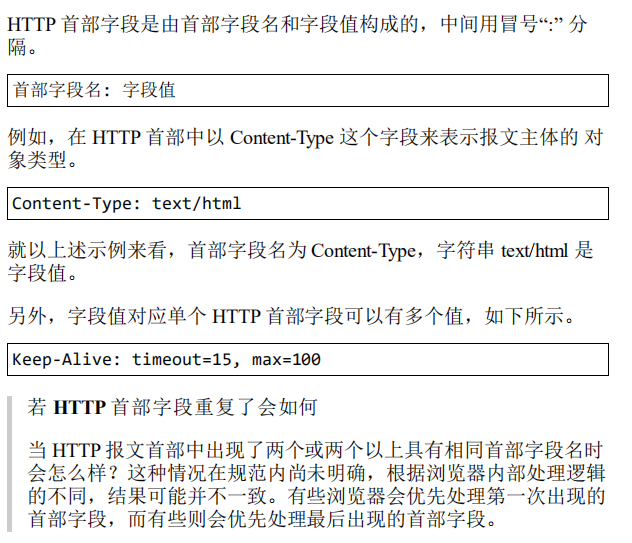 HTTP 首部字段是由首部字段名和字段值构成的，中间用冒号“:” 分
隔。
首部字段名: 字段值
例如，在 HTTP 首部中以 Content-Type 这个字段来表示报文主体的 对
象类型。
Content-Type: text/html
就以上述示例来看，首部字段名为 Content-Type，字符串 text/html 是
字段值。
另外，字段值对应单个 HTTP 首部字段可以有多个值，如下所示。
Keep-Alive: timeout=15, max=100
若 HTTP 首部字段重复了会如何
当 HTTP 报文首部中出现了两个或两个以上具有相同首部字段名时
会怎么样？这种情况在规范内尚未明确，根据浏览器内部处理逻辑
的不同，结果可能并不一致。有些浏览器会优先处理第一次出现的
首部字段，而有些则会优先处理最后出现的首部字段。